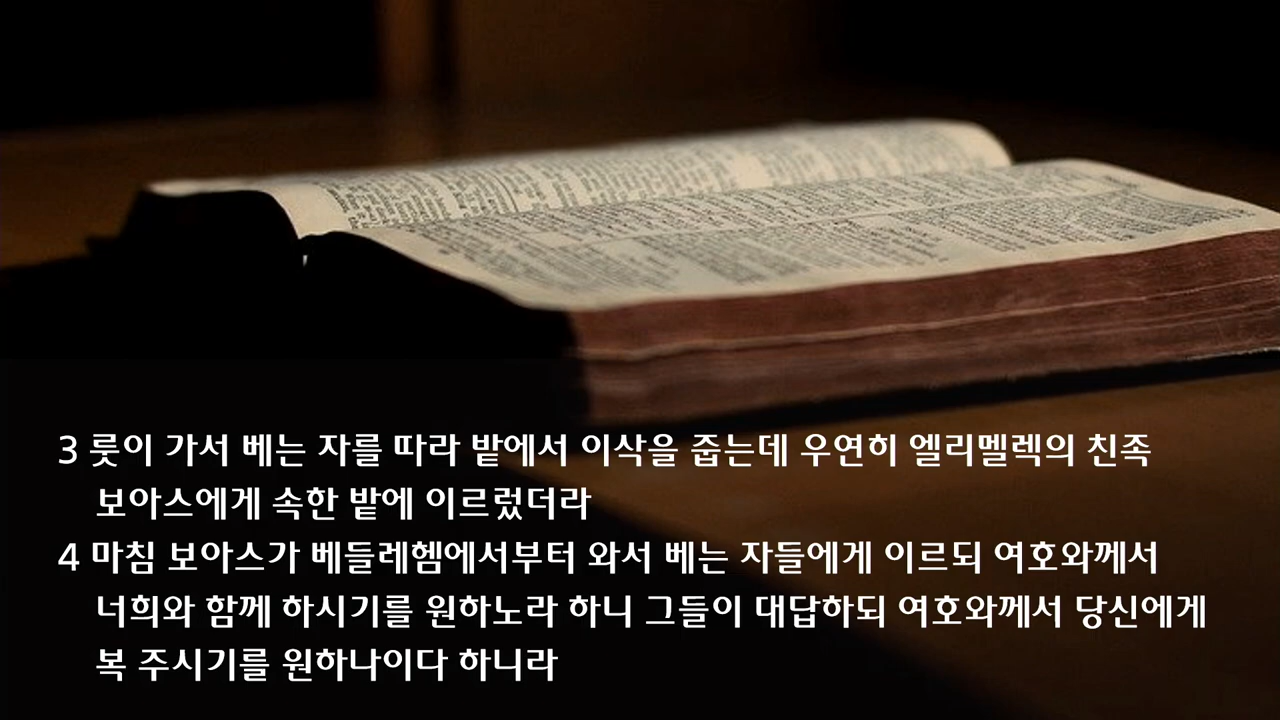 3 룻이 가서 베는 자를 따라 밭에서 이삭을 줍는데 우연히 엘리멜렉의 친족
보아스에게 속한 밭에 이르렀더라
4 마침 보아스가 베들레헴에서부터 와서 베는 자들에게 이르되 여호와께서
너희와 함께 하시기를 원하노라 하니 그들이 대답하되 여호와께서 당신에게
복 주시기를 원하나이다 하니라